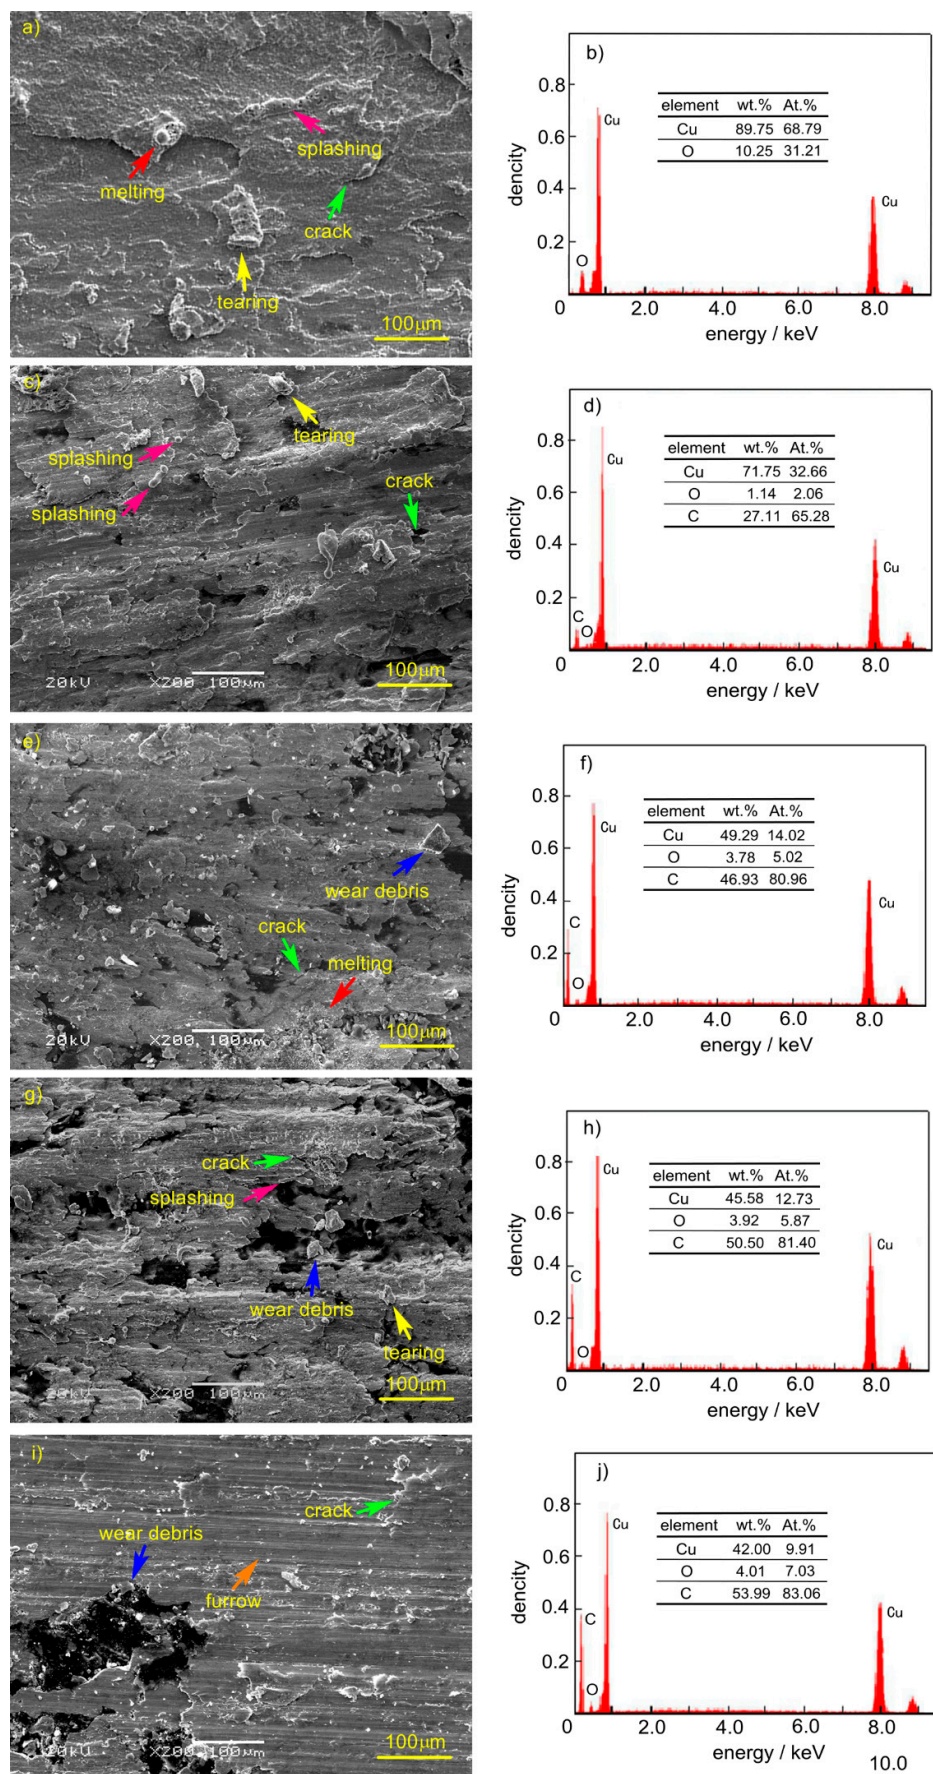 a)
splashing
melting
crack
tearing
100μm
b)
0.8
element wt.% At.%
Cu 89.75 68.79
O 10.25 31.21
Cu
0.6
0.4
Cu
0.2
O
dencity
0 2.0 4.0 6.0 8.0
energy / keV
c)
tearing
splashing
crack
splashing
100μm
20kV X200 100μm
d)
0.8
element wt.% At.%
Cu 71.75 32.66
O 1.14 2.06
C 27.11 65.28
Cu
0.6
0.4
Cu
0.2
C
O
dencity
0 2.0 4.0 6.0 8.0
energy / keV
e)
wear debris
crack
melting
100μm
20kV X200 100μm
f)
0.8
element wt.% At.%
Cu 49.29 14.02
O 3.78 5.02
C 46.93 80.96
Cu
0.6
0.4
Cu
C
0.2
O
dencity
0 2.0 4.0 6.0 8.0
energy / keV
g)
crack
splashing
wear debris
tearing
100μm
20kV X200 100μm
h)
0.8
element wt.% At.%
Cu 45.58 12.73
O 3.92 5.87
C 50.50 81.40
Cu
0.6
Cu
0.4
C
0.2
O
dencity
0 2.0 4.0 6.0 8.0
energy / keV
i)
crack
wear debris
furrow
100μm
20kV X200 100μm
j)
0.8
element wt.% At.%
Cu 42.00 9.91
O 4.01 7.03
C 53.99 83.06
Cu
0.6
0.4
C
Cu
0.2
O
dencity
0 2.0 4.0 6.0 8.0
energy / keV
10.0